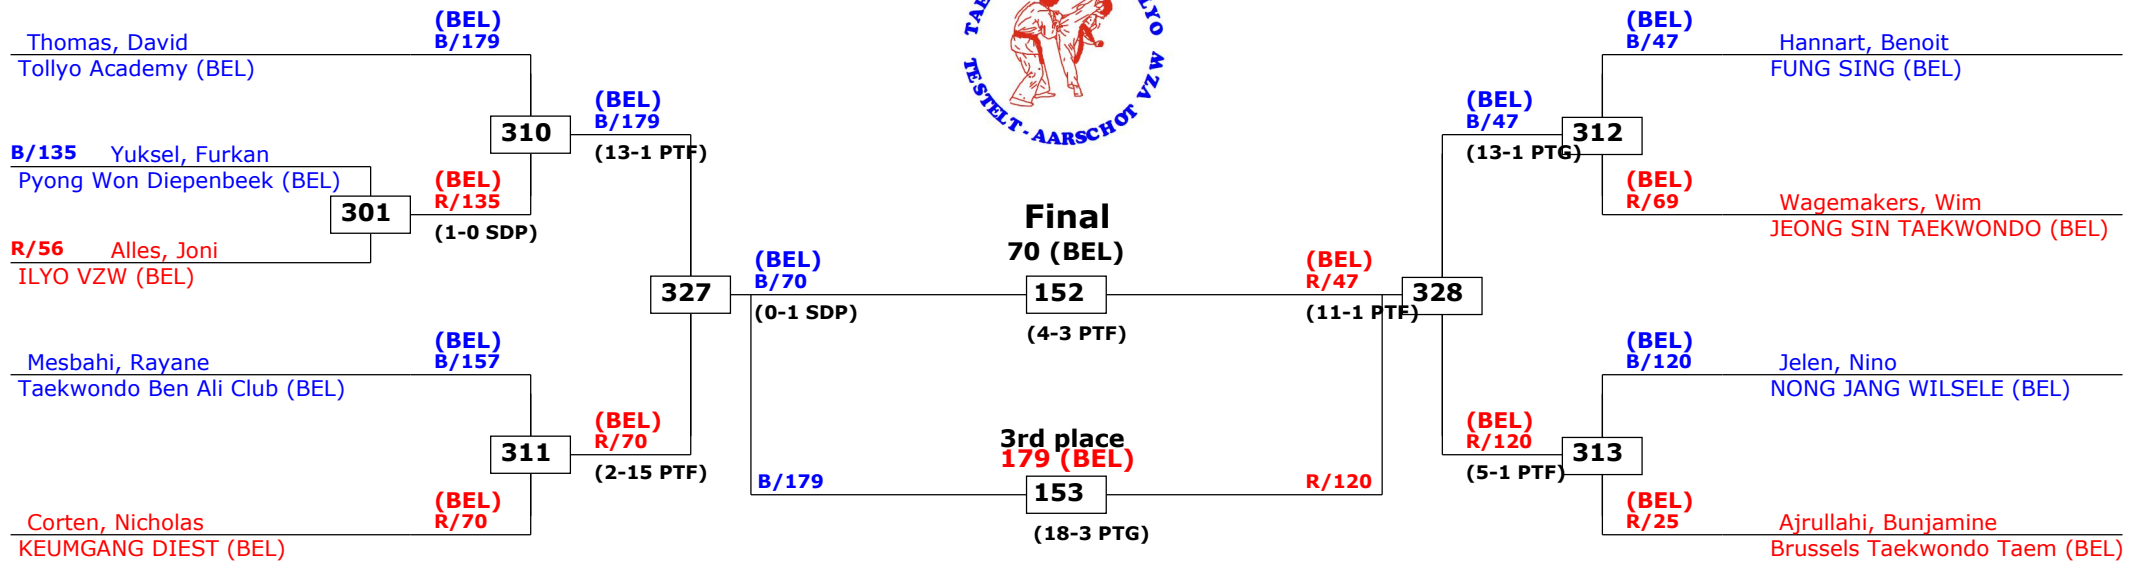 (BEL)
B/179
Thomas, David
Tollyo Academy (BEL)
(BEL)
B/179
310
(13-1 PTF)
B/135 Yuksel, Furkan
Pyong Won Diepenbeek (BEL)
(BEL)
R/135
301
(1-0 SDP)
R/56 Alles, Joni
ILYO VZW (BEL)
327
(BEL)
B/70
(0-1 SDP)
Mesbahi, Rayane
(BEL)
B/157
Taekwondo Ben Ali Club (BEL)
(BEL)
R/70
311
(2-15 PTF)
(BEL)
R/70
Corten, Nicholas
KEUMGANG DIEST (BEL)
LYO
TESTELT - AARSCHOT VZW
Final
70 (BEL)
152
(4-3 PTF)
3rd place
179 (BEL)
B/179
153
R/120
(18-3 PTG)
(BEL)
B/47
Hannart, Benoit
FUNG SING (BEL)
(BEL)
B/47
312
(13-1 PTG)
(BEL)
R/69
Wagemakers, Wim
JEONG SIN TAEKWONDO (BEL)
(BEL)
R/47
328
(11-1 PTF)
(BEL)
B/120
Jelen, Nino
NONG JANG WILSELE (BEL)
(BEL)
R/120
313
(5-1 PTF)
(BEL)
R/25
Ajrullahi, Bunjamine
Brussels Taekwondo Taem (BEL)